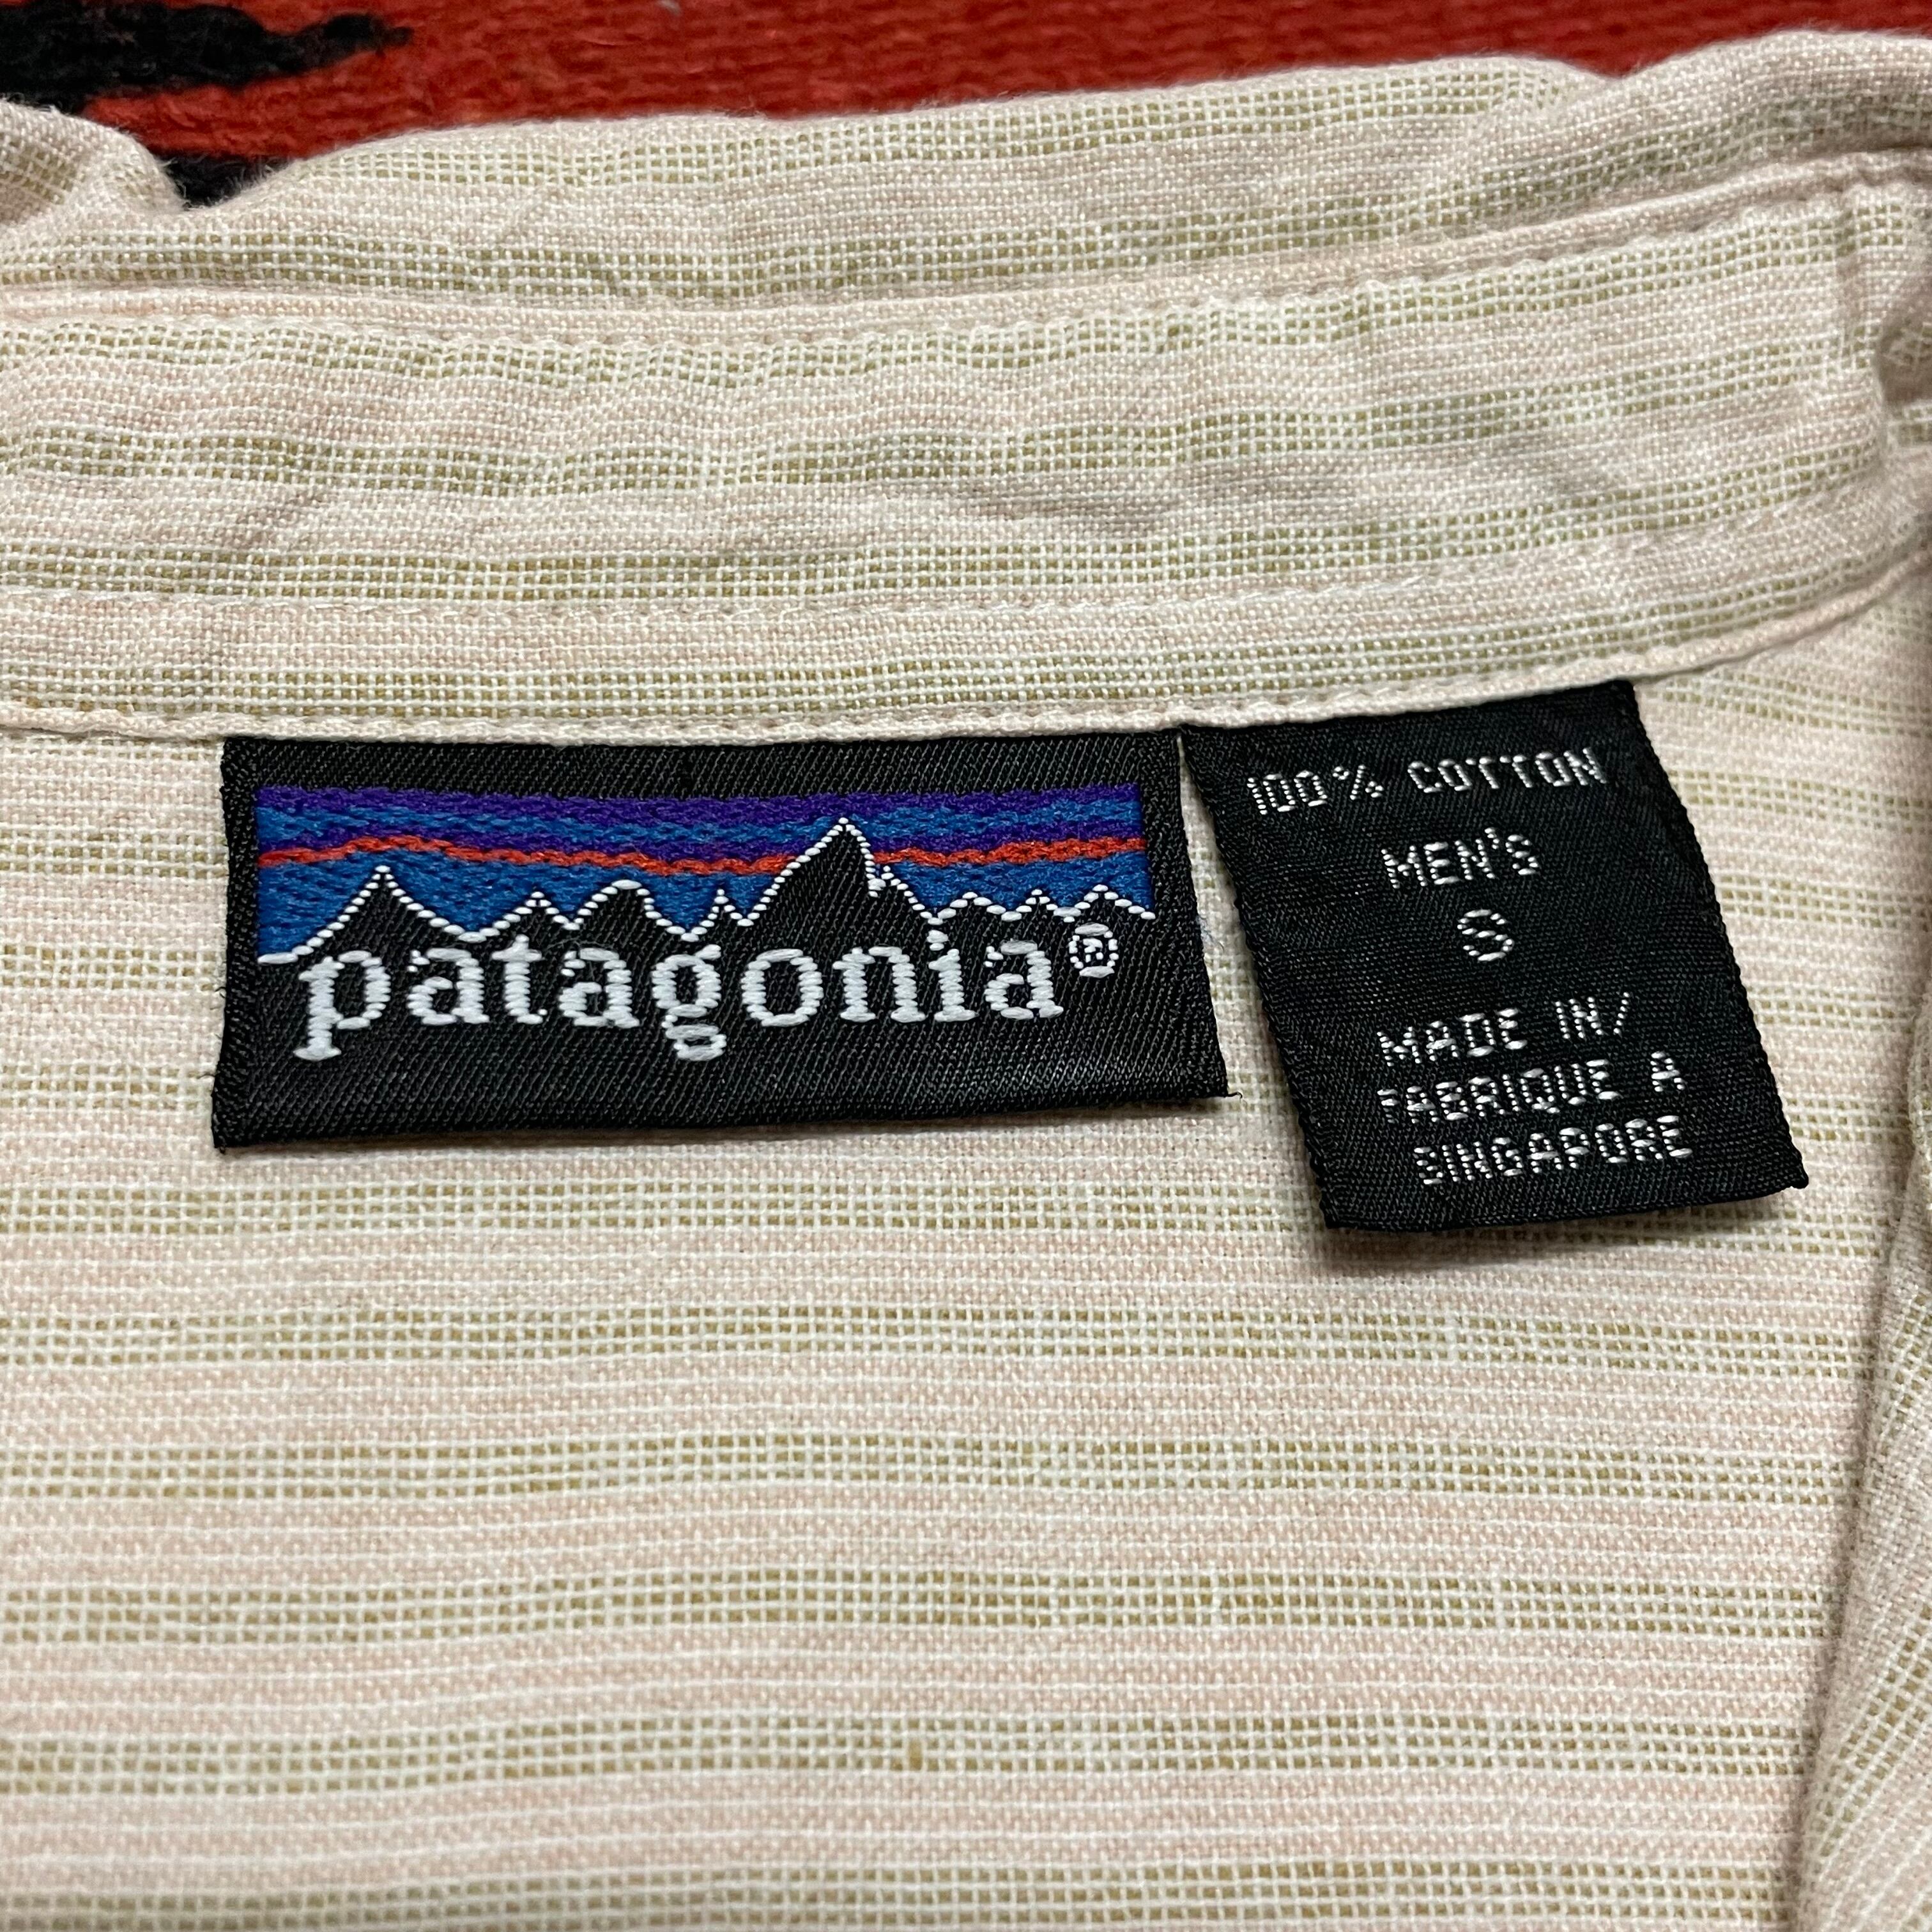 patagonia®
100% COTTON
MEN'S
S
MADE IN/
FABRIQUE A
SINGAPORE